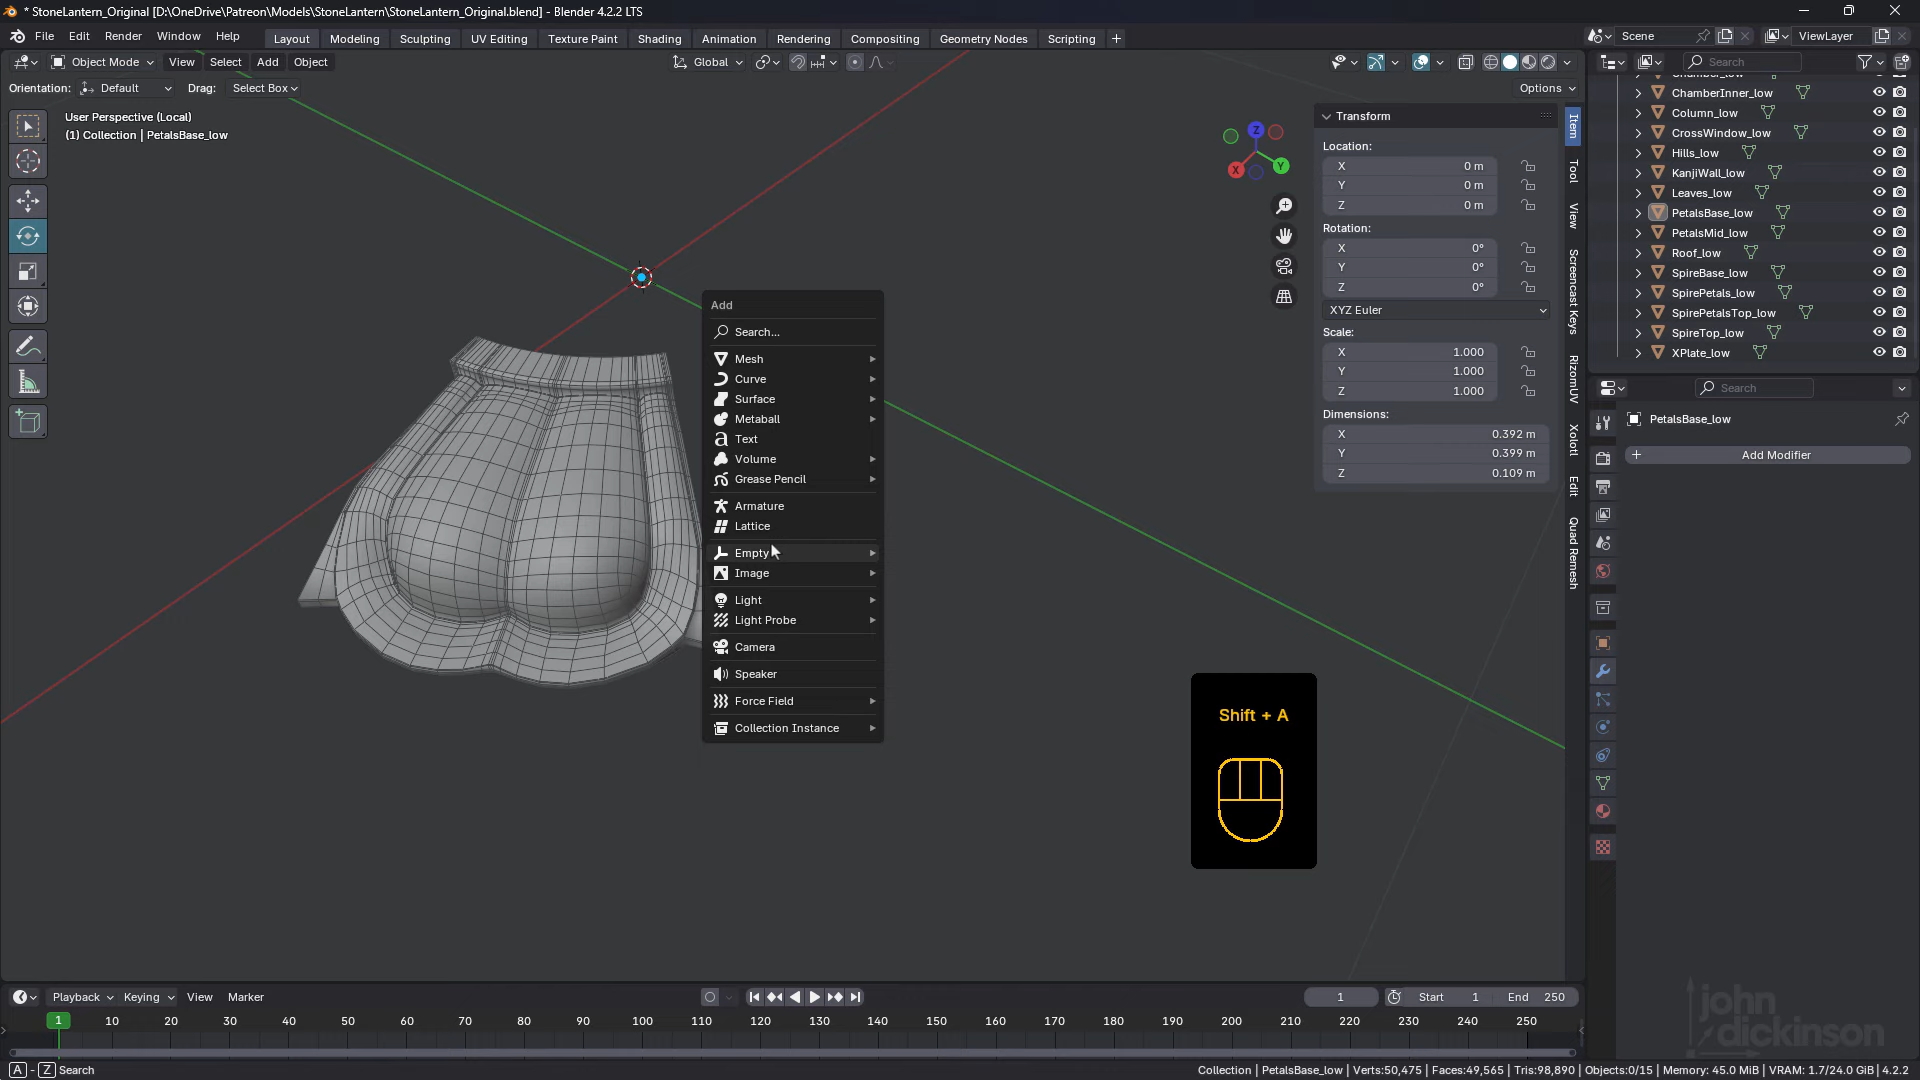 * StoneLantern_Original [D:\OneDrive\Patreon\Models\StoneLantern\StoneLantern_Original.blend] - Blender 4.2.2 LTS
File Edit Render Window Help Layout Modeling Sculpting UV Editing Texture Paint Shading Animation Rendering Compositing Geometry Nodes Scripting + Scene ViewLayer
Object Mode View Select Add Object Global Search
Orientation: Default Drag: Select Box Options
User Perspective (Local)
(1) Collection | PetalsBase_low
Transform
Location:
X 0 m
Y 0 m
Z 0 m
Rotation:
X 0°
Y 0°
Z 0°
XYZ Euler
Scale:
X 1.000
Y 1.000
Z 1.000
Dimensions:
X 0.392 m
Y 0.399 m
Z 0.109 m
Item
Tool
View
Screencast Keys
RizomUV
Xolotl
Edit
Quad Remesh
Z
X
Y
Add
Search...
Mesh
Curve
Surface
Metaball
Text
Volume
Grease Pencil
Armature
Lattice
Empty
Image
Light
Light Probe
Camera
Speaker
Force Field
Collection Instance
Shift + A
Chamber_low
ChamberInner_low
Column_low
CrossWindow_low
Hills_low
KanjiWall_low
Leaves_low
PetalsBase_low
PetalsMid_low
Roof_low
SpireBase_low
SpirePetals_low
SpirePetalsTop_low
SpireTop_low
XPlate_low
Search
PetalsBase_low
+ Add Modifier
Playback Keying View Marker 1 Start 1 End 250
1 10 20 30 40 50 60 70 80 90 100 110 120 130 140 150 160 170 180 190 200 210 220 230 240 250
john
dickinson
A - Z Search
Collection | PetalsBase_low | Verts:50,475 | Faces:49,565 | Tris:98,890 | Objects:0/15 | Memory: 45.0 MiB | VRAM: 1.7/24.0 GiB | 4.2.2